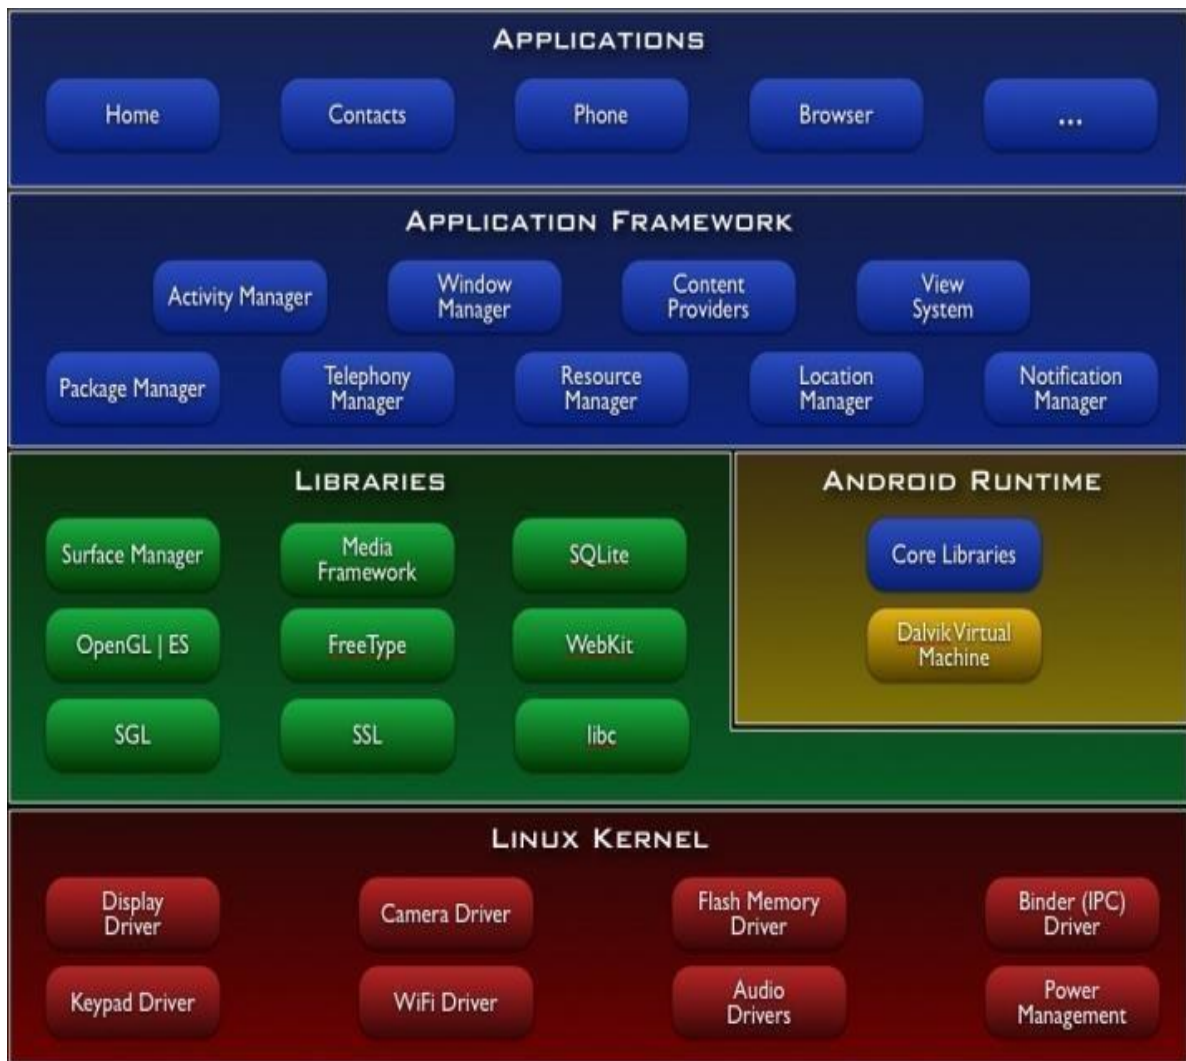 APPLICATIONS
Home
Contacts
Phone
Browser
...
APPLICATION FRAMEWORK
Activity Manager
Window
Manager
Content
Providers
View
System
Package Manager
Telephony
Manager
Resource
Manager
Location
Manager
Notification
Manager
LIBRARIES
Surface Manager
Media
Framework
SQLite
OpenGL | ES
FreeType
WebKit
SGL
SSL
libc
ANDROID RUNTIME
Core Libraries
Dalvik Virtual
Machine
LINUX KERNEL
Display
Driver
Camera Driver
Flash Memory
Driver
Binder (IPC)
Driver
Keypad Driver
WiFi Driver
Audio
Drivers
Power
Management